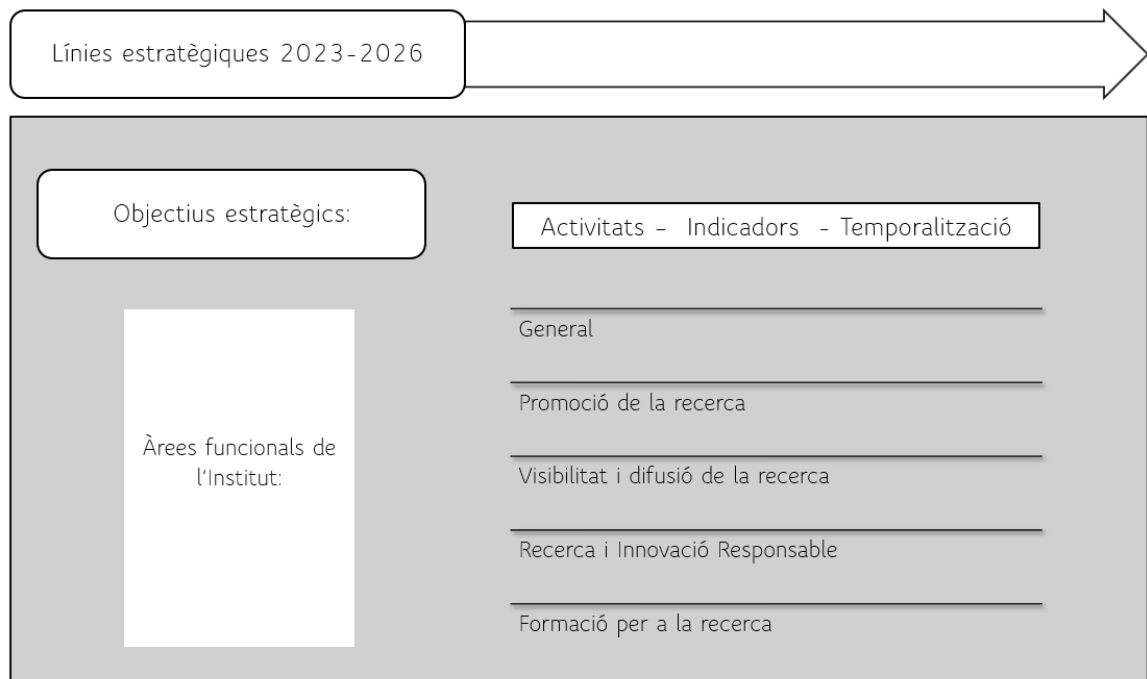 Línies estratègiques 2023-2026
Objectius estratègics:
Activitats - Indicadors - Temporalització
General
Promoció de la recerca
Àrees funcionals de
l'Institut:
Visibilitat i difusió de la recerca
Recerca i Innovació Responsable
Formació per a la recerca